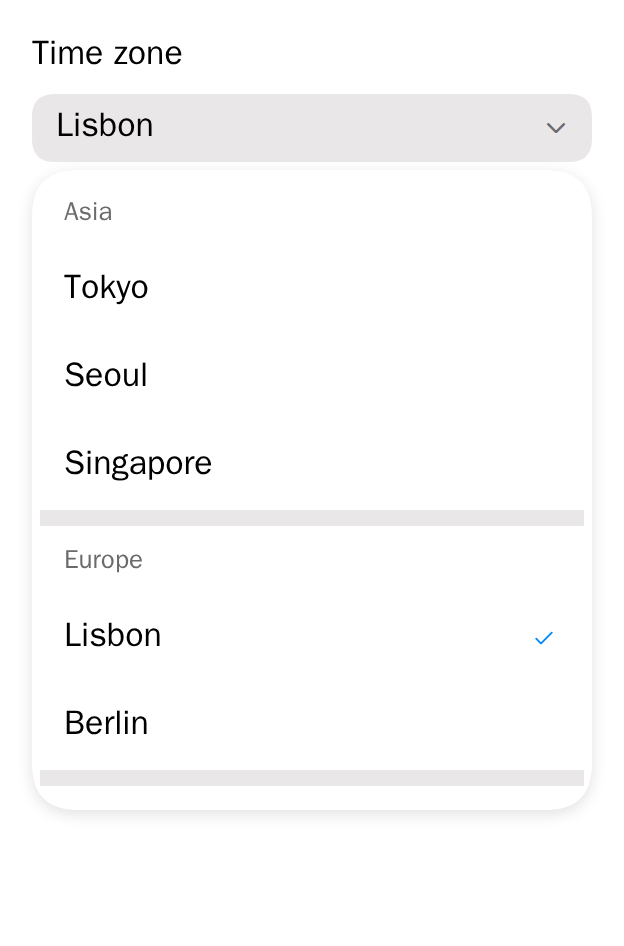 Time zone
Lisbon
Asia
Tokyo
Seoul
Singapore
Europe
Lisbon
Berlin